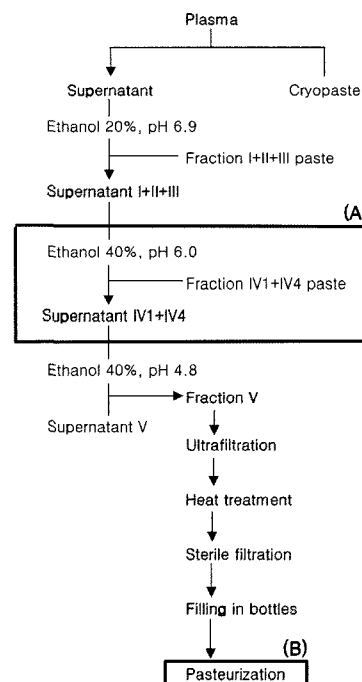 Plasma
Supernatant
Cryopaste
Ethanol 20%, pH 6.9
Fraction I+II+III paste
Supernatant I+II+III
(A)
Ethanol 40%, pH 6.0
Fraction IV1+IV4 paste
Supernatant IV1+IV4
Ethanol 40%, pH 4.8
Fraction V
Supernatant V
Ultrafiltration
Heat treatment
Sterile filtration
Filling in bottles
(B)
Pasteurization